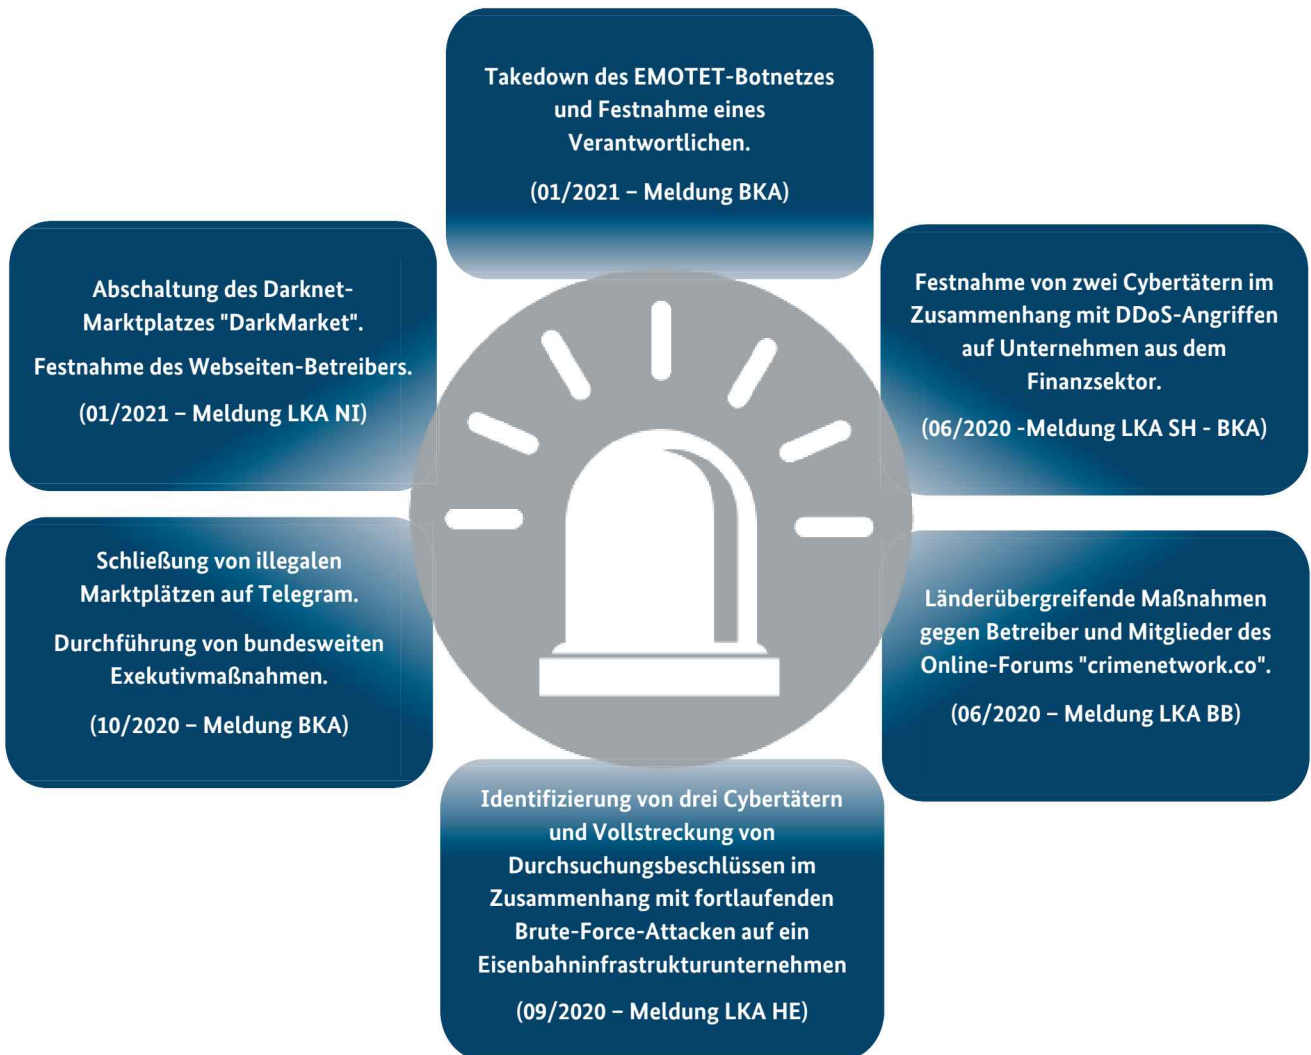 Takedown des EMOTET-Botnetzes
und Festnahme eines
Verantwortlichen.
(01/2021 – Meldung BKA)
Abschaltung des Darknet-
Marktplatzes "DarkMarket".
Festnahme des Webseiten-Betreibers.
(01/2021 – Meldung LKA NI)
Festnahme von zwei Cybertätern im
Zusammenhang mit DDoS-Angriffen
auf Unternehmen aus dem
Finanzsektor.
(06/2020 -Meldung LKA SH - BKA)
Schließung von illegalen
Marktplätzen auf Telegram.
Durchführung von bundesweiten
Exekutivmaßnahmen.
(10/2020 – Meldung BKA)
Länderübergreifende Maßnahmen
gegen Betreiber und Mitglieder des
Online-Forums "crimenetwork.co".
(06/2020 – Meldung LKA BB)
Identifizierung von drei Cybertätern
und Vollstreckung von
Durchsuchungsbeschlüssen im
Zusammenhang mit fortlaufenden
Brute-Force-Attacken auf ein
Eisenbahninfrastrukturunternehmen
(09/2020 – Meldung LKA HE)